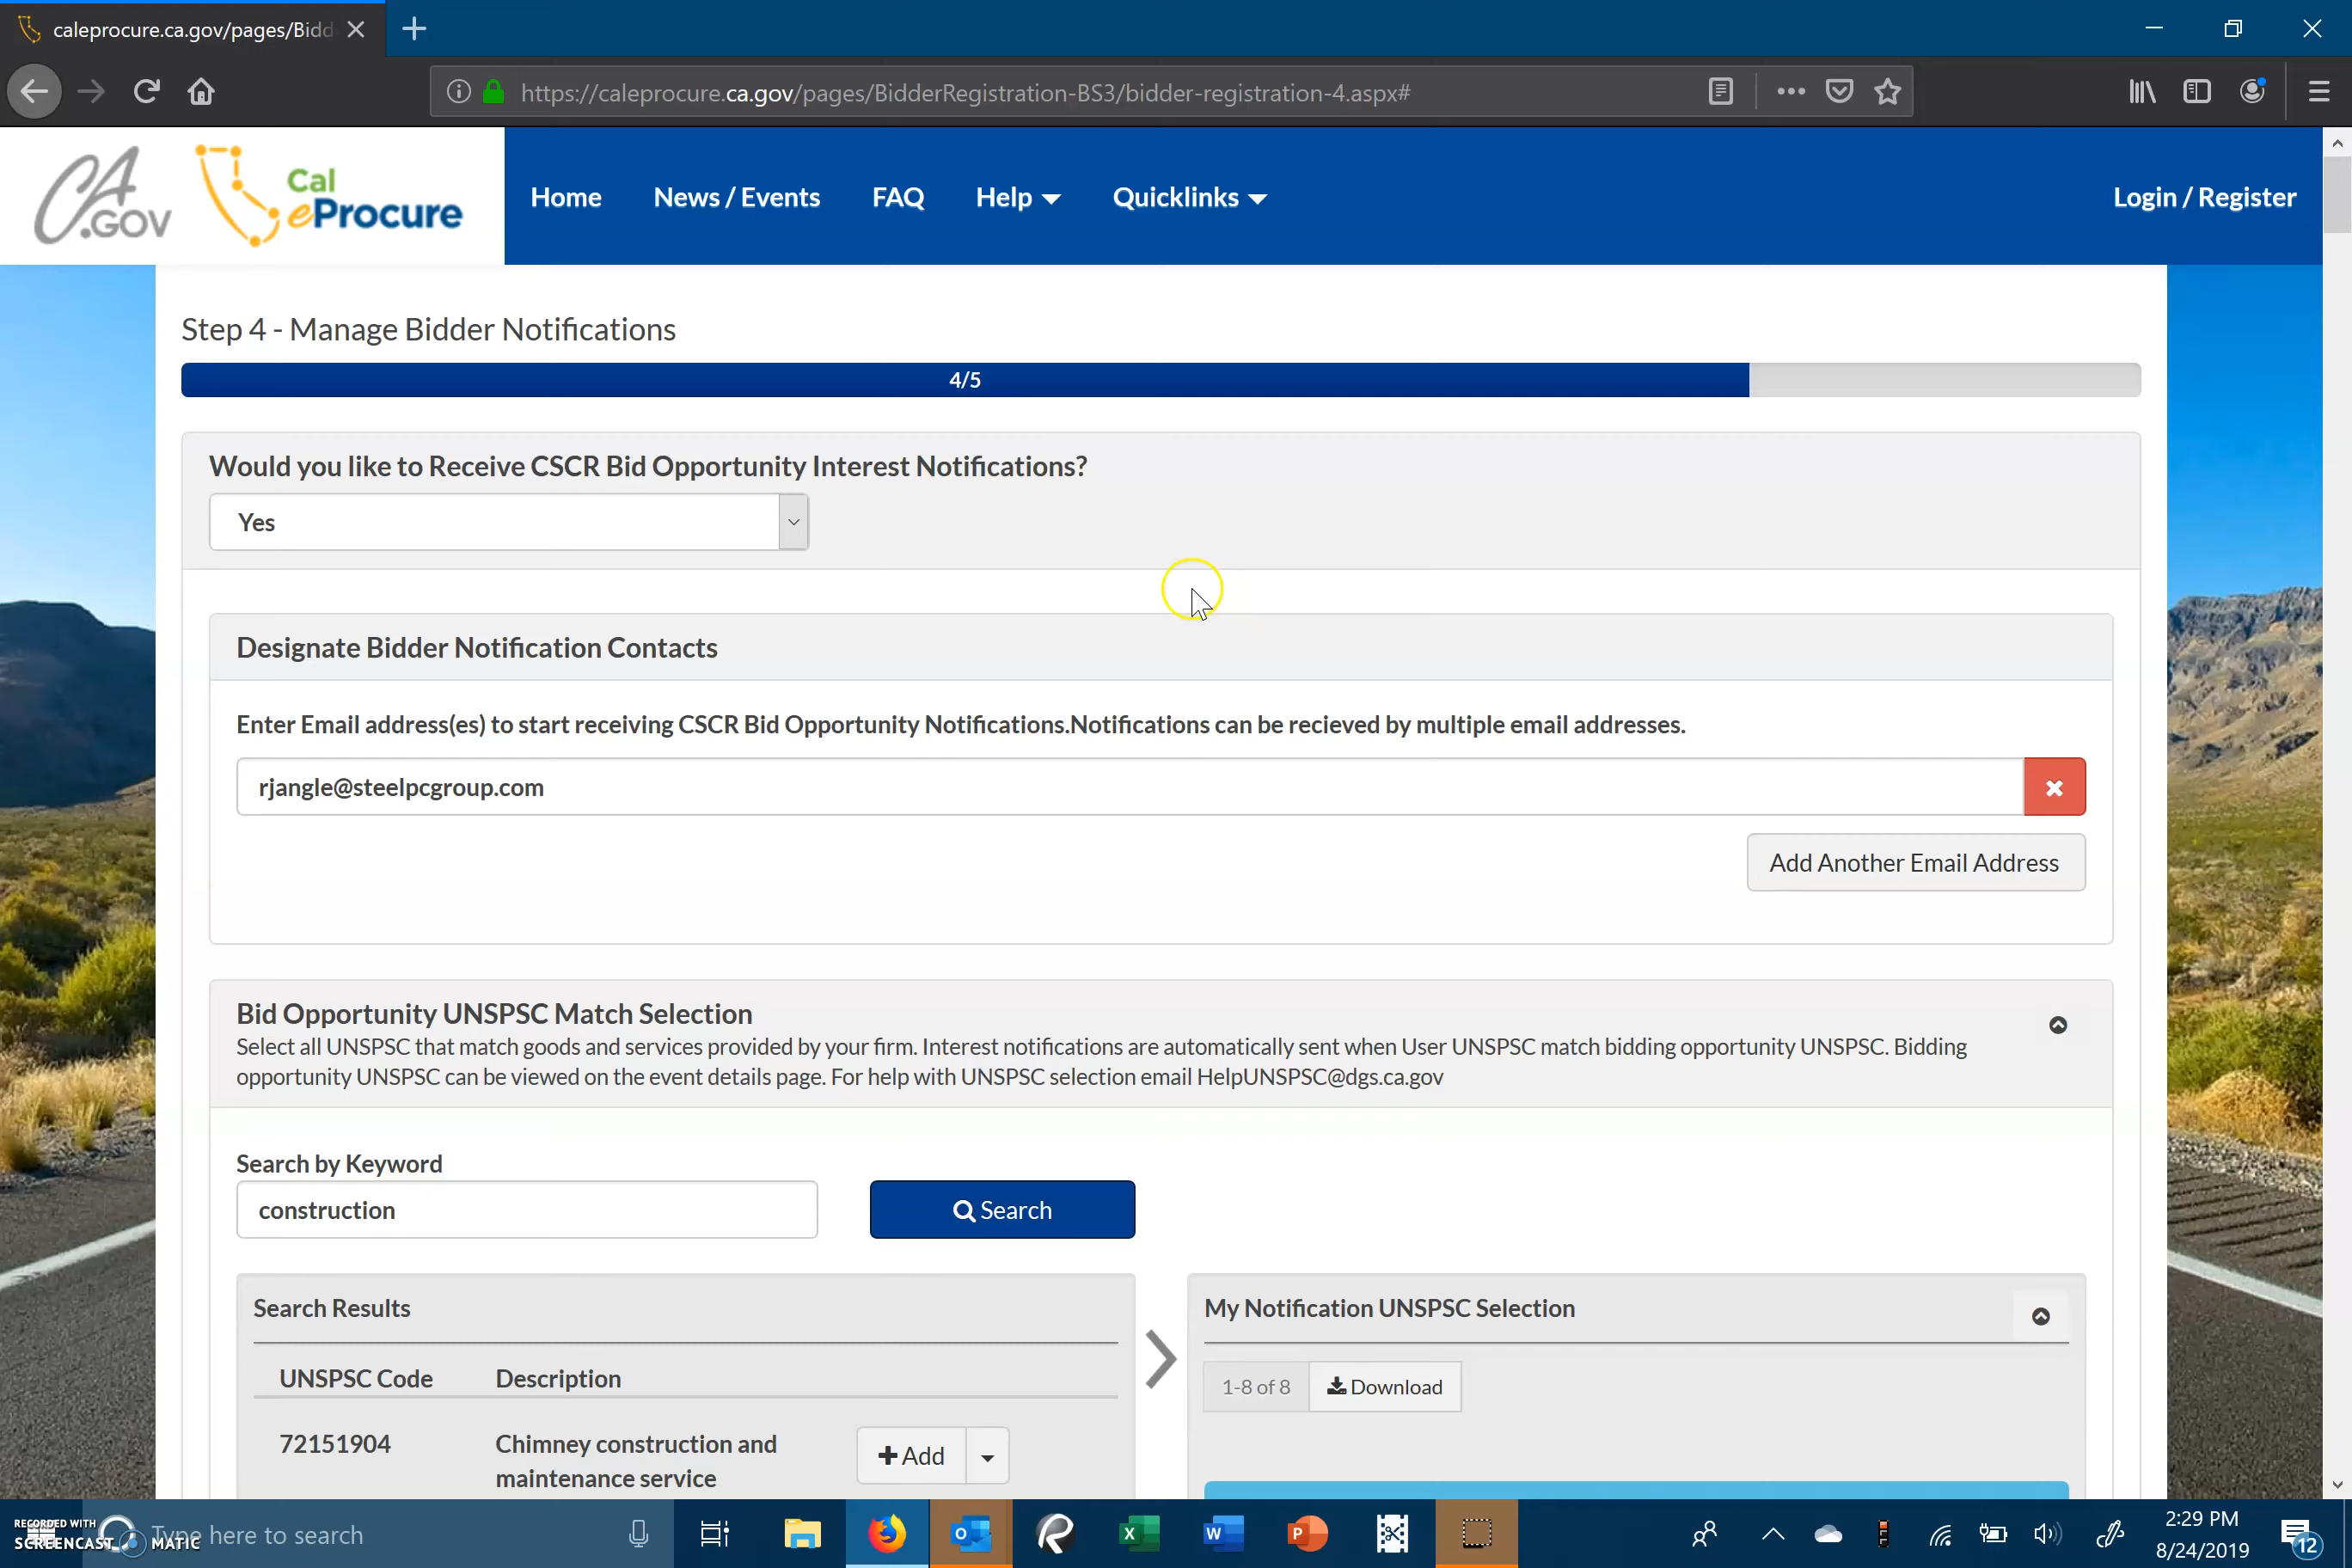 caleprocure.ca.gov/pages/Bidd
https://caleprocure.ca.gov/pages/BidderRegistration-BS3/bidder-registration-4.aspx#
CA.GOV
Cal eProcure
Home
News / Events
FAQ
Help
Quicklinks
Login / Register
Step 4 - Manage Bidder Notifications
4/5
Would you like to Receive CSCR Bid Opportunity Interest Notifications?
Yes
Designate Bidder Notification Contacts
Enter Email address(es) to start receiving CSCR Bid Opportunity Notifications.Notifications can be recieved by multiple email addresses.
rjangle@steelpcgroup.com
Add Another Email Address
Bid Opportunity UNSPSC Match Selection
Select all UNSPSC that match goods and services provided by your firm. Interest notifications are automatically sent when User UNSPSC match bidding opportunity UNSPSC. Bidding
opportunity UNSPSC can be viewed on the event details page. For help with UNSPSC selection email HelpUNSPSC@dgs.ca.gov
Search by Keyword
construction
Search
Search Results
UNSPSC Code Description
72151904 Chimney construction and
maintenance service
Add
My Notification UNSPSC Selection
1-8 of 8
Download
RECORDED WITH
SCREENCAST MATIC
Type here to search
2:29 PM
8/24/2019
12